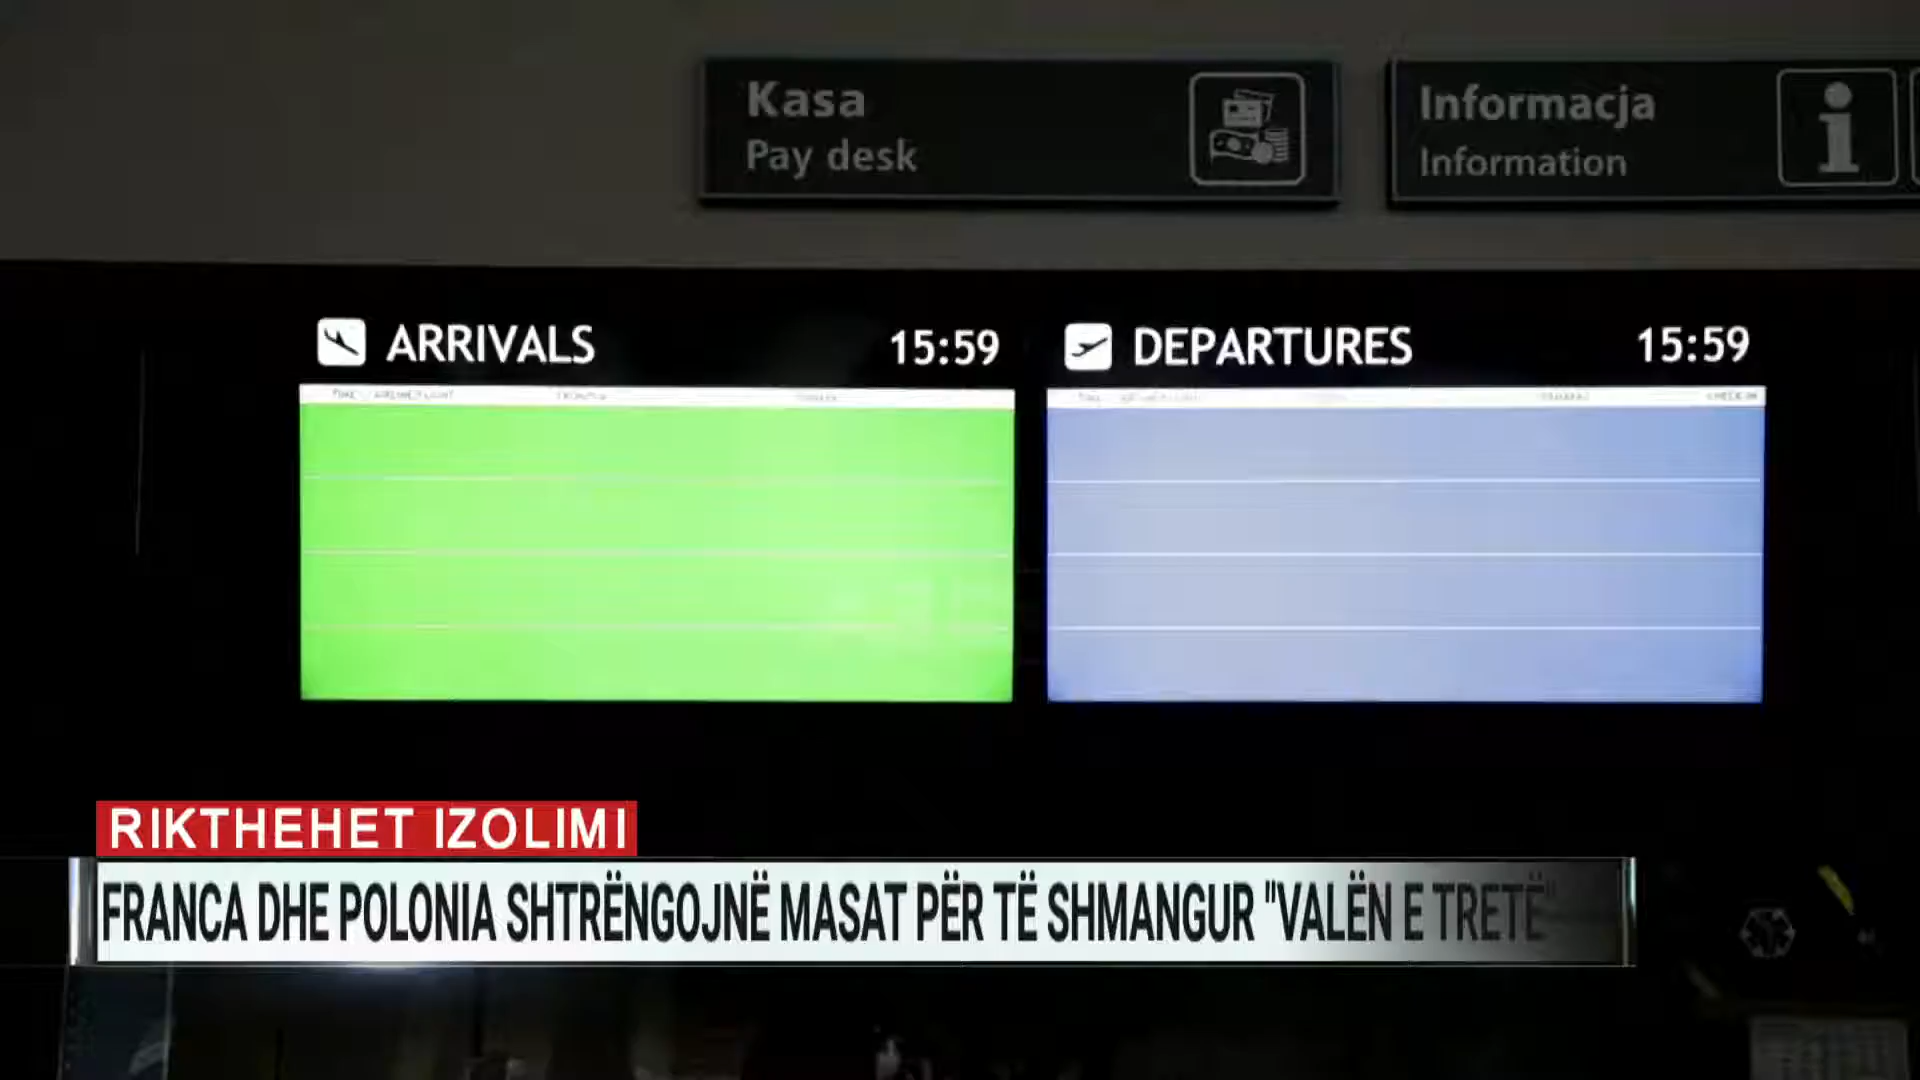 Kasa
Pay desk
Informacja
Information
ARRIVALS 15:59
DEPARTURES 15:59
RIKTHEHET IZOLIMI
FRANCA DHE POLONIA SHTRËNGOJNË MASAT PËR TË SHMANGUR "VALËN E TRETË"